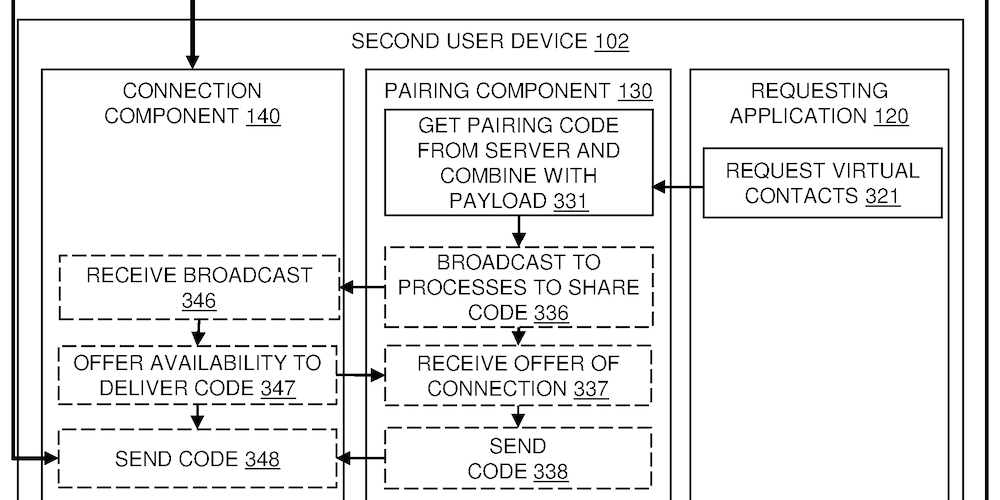 SECOND USER DEVICE 102
CONNECTION
COMPONENT 140
PAIRING COMPONENT 130
REQUESTING
APPLICATION 120
GET PAIRING CODE
FROM SERVER AND
COMBINE WITH
PAYLOAD 331
REQUEST VIRTUAL
CONTACTS 321
RECEIVE BROADCAST
346
BROADCAST TO
PROCESSES TO SHARE
CODE 336
OFFER AVAILABILITY TO
DELIVER CODE 347
RECEIVE OFFER OF
CONNECTION 337
SEND CODE 348
SEND
CODE 338